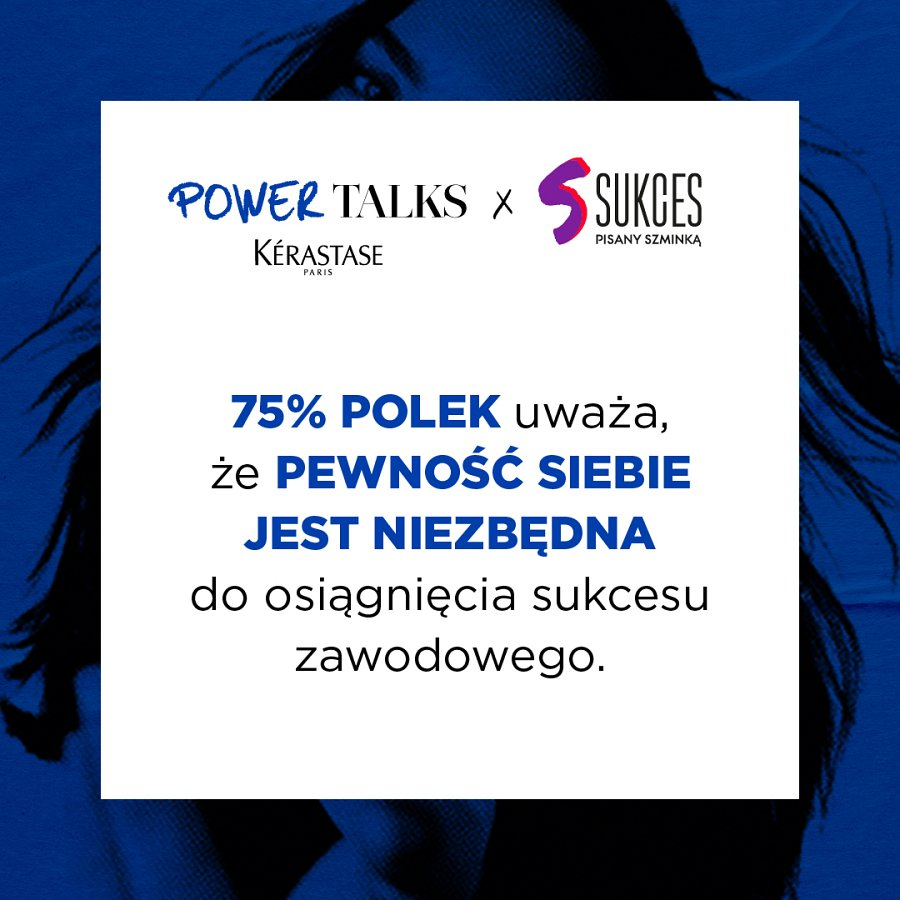 POWER TALKS x SUKCES
PISANY SZMINKĄ
KÉRASTASE
PARIS
75% POLEK uważa,
że PEWNOŚĆ SIEBIE
JEST NIEZBĘDNA
do osiągnięcia sukcesu
zawodowego.